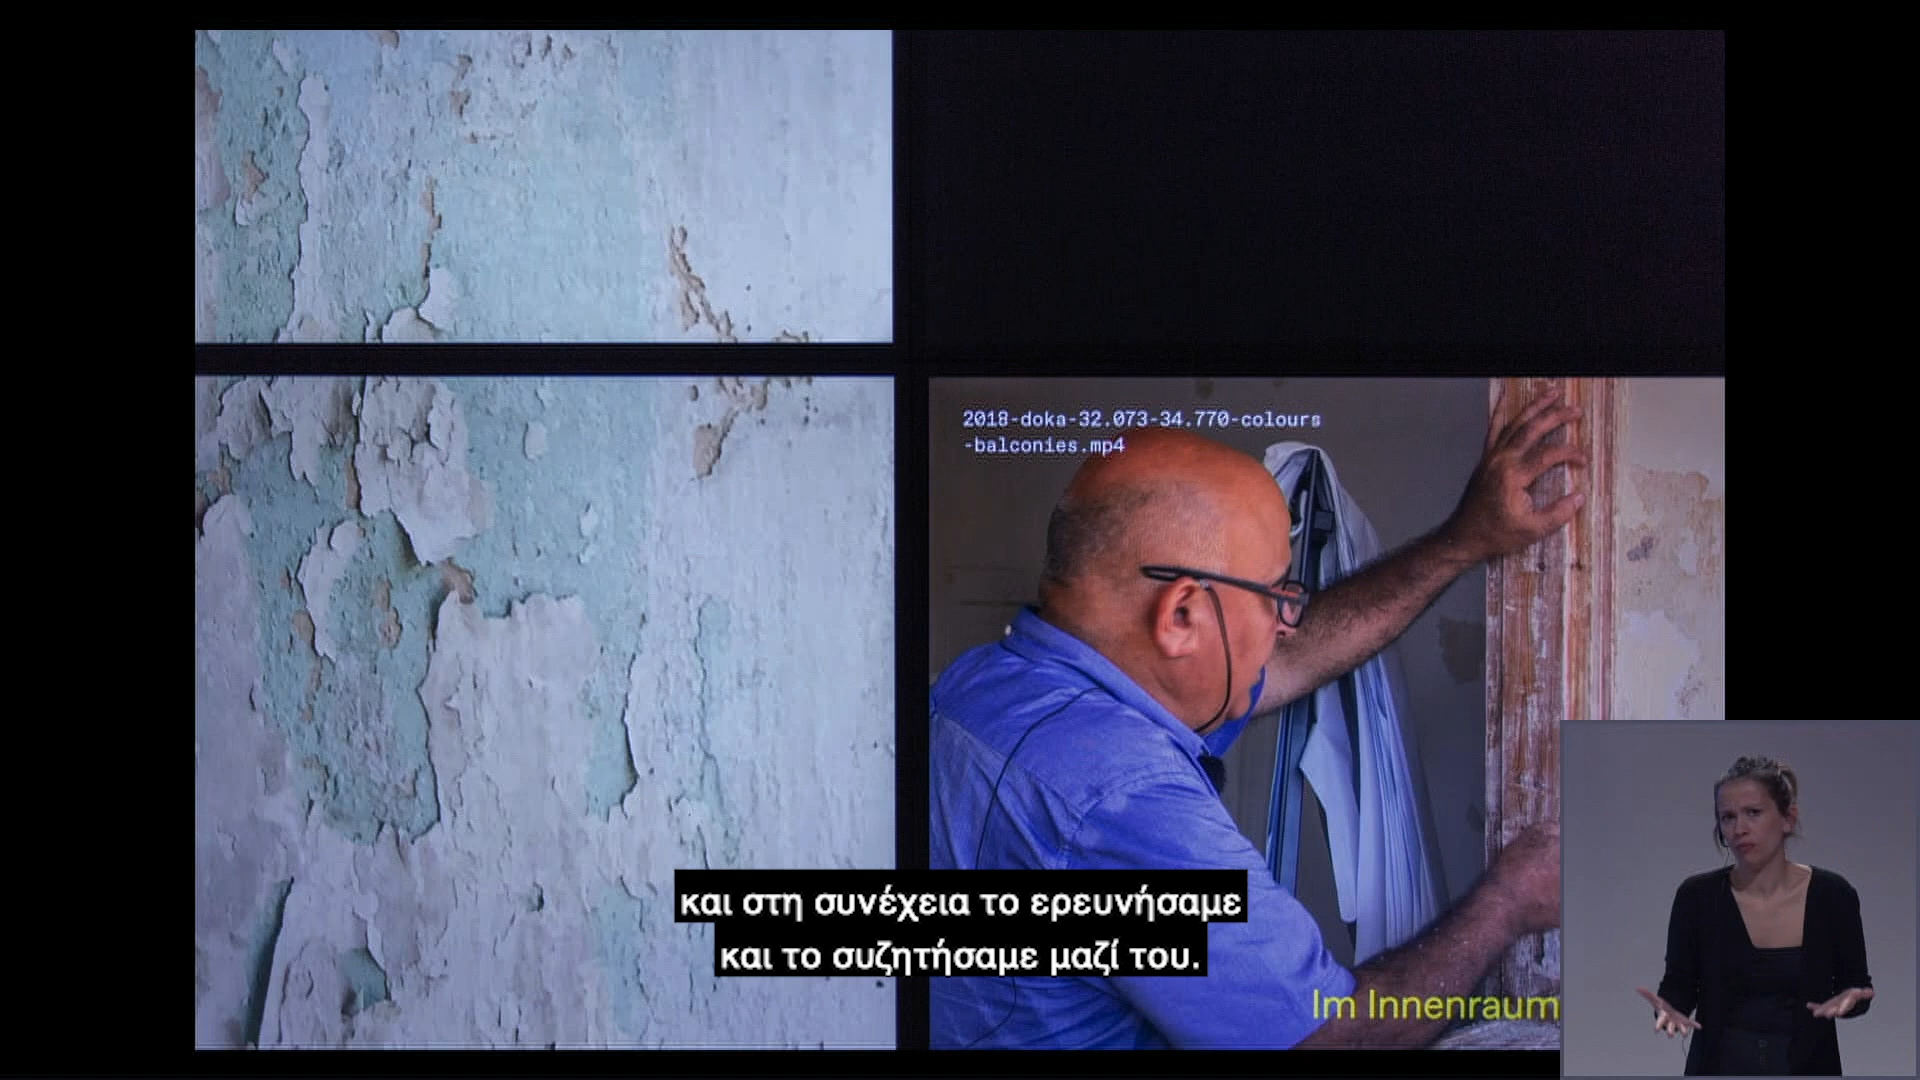 2018-doka-32.073-34.770-colours
-balconies.mp4
και στη συνέχεια το ερευνήσαμε
και το συζητήσαμε μαζί του.
Im Innenraum